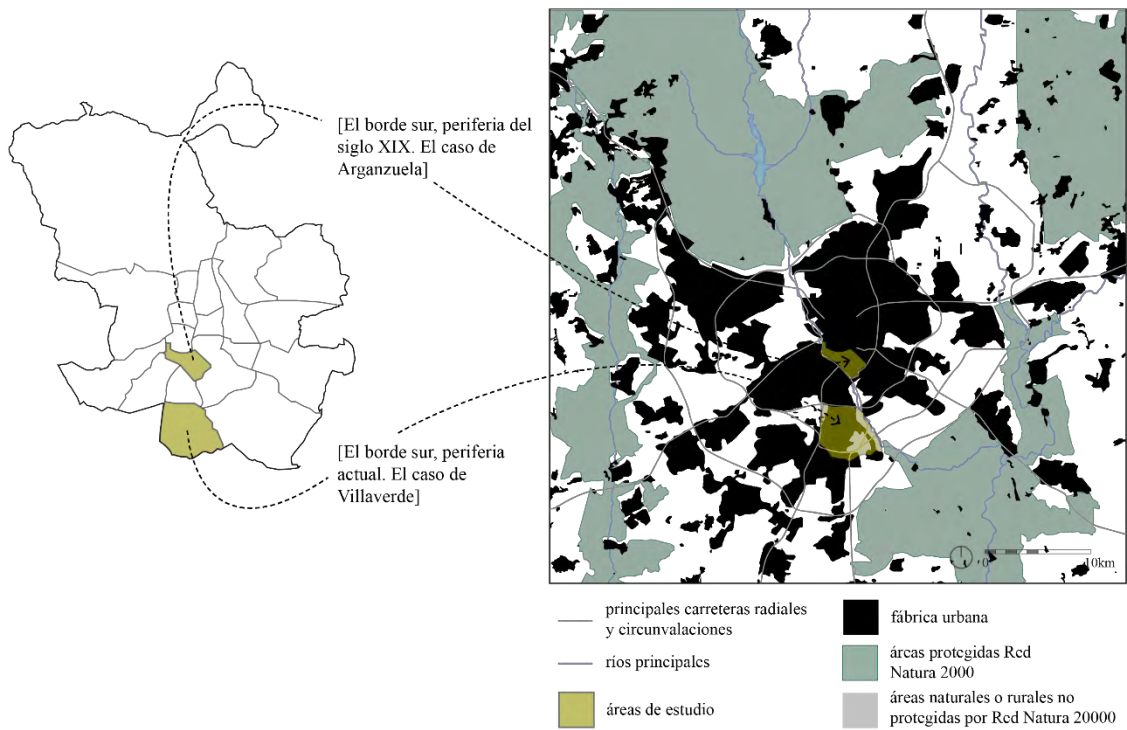 [El borde sur, periferia del
siglo XIX. El caso de
Arganzuela]
[El borde sur, periferia
actual. El caso de
Villaverde]
0
10km
principales carreteras radiales
y circunvalaciones
ríos principales
áreas de estudio
fábrica urbana
áreas protegidas Red
Natura 2000
áreas naturales o rurales no
protegidas por Red Natura 20000